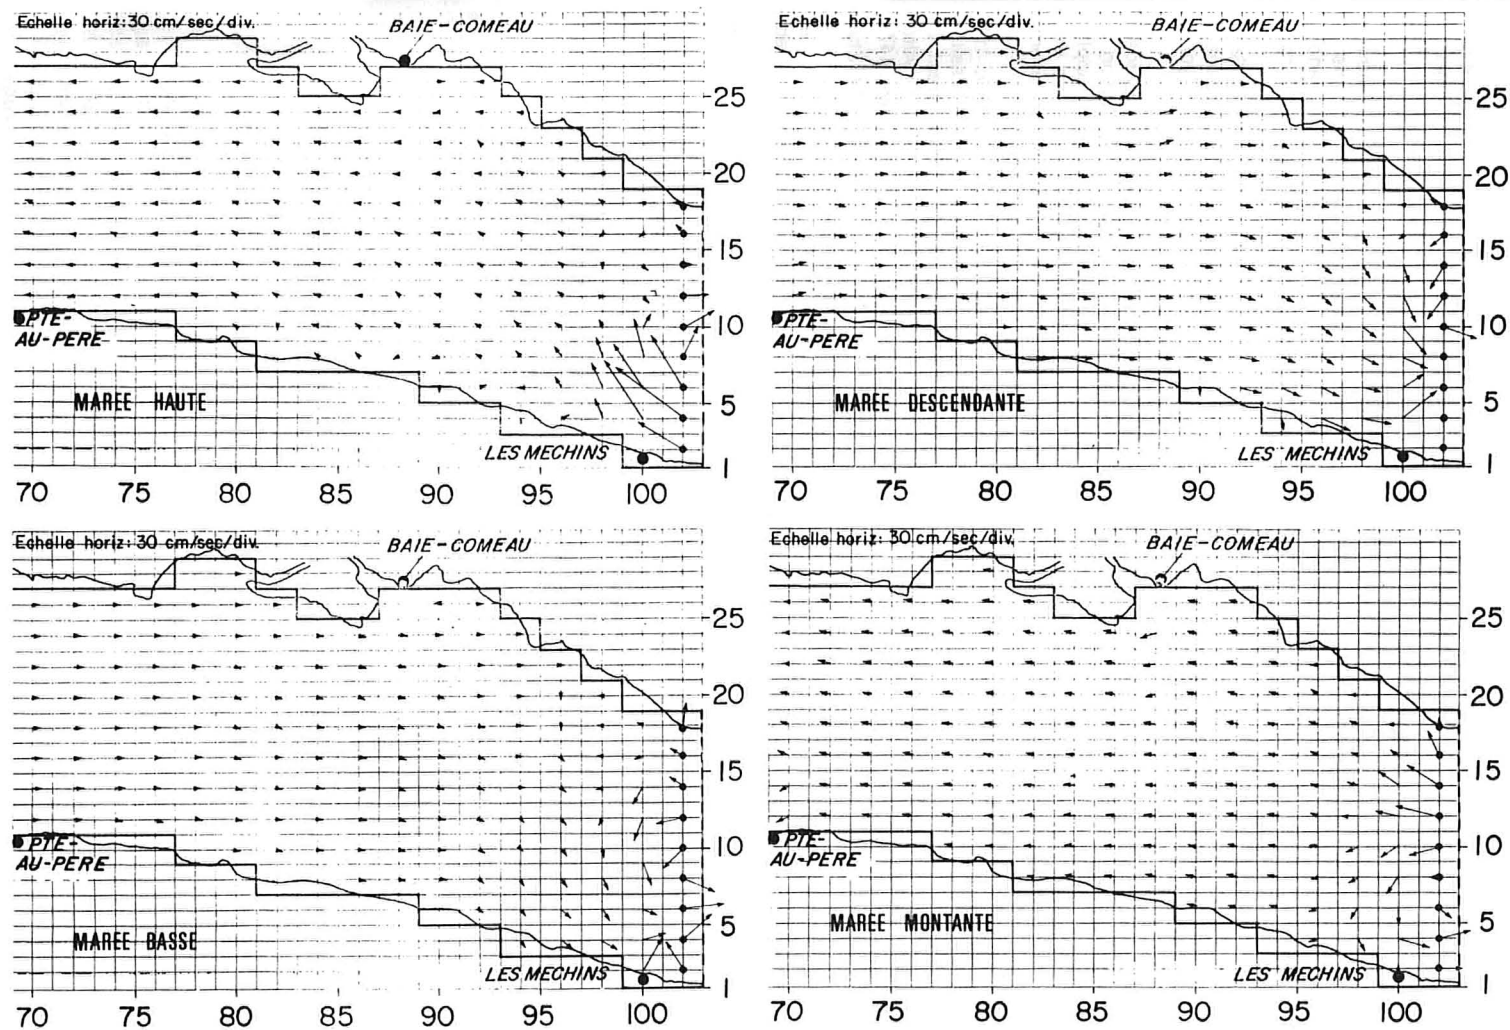 Echelle horiz: 30 cm/sec/div.
BAIE-COMEAU
25
20
15
10
5
1
PTE-
AU-PERE
MAREE HAUTE
LES MECHINS
70 75 80 85 90 95 100
Echelle horiz: 30 cm/sec/div.
BAIE-COMEAU
25
20
15
10
5
1
PTE-
AU-PERE
MAREE DESCENDANTE
LES MECHINS
70 75 80 85 90 95 100
Echelle horiz: 30 cm/sec/div.
BAIE-COMEAU
25
20
15
10
5
1
PTE-
AU-PERE
MAREE BASSE
LES MECHINS
70 75 80 85 90 95 100
Echelle horiz: 30 cm/sec/div.
BAIE-COMEAU
25
20
15
10
5
1
PTE-
AU-PERE
MAREE MONTANTE
LES MECHINS
70 75 80 85 90 95 100